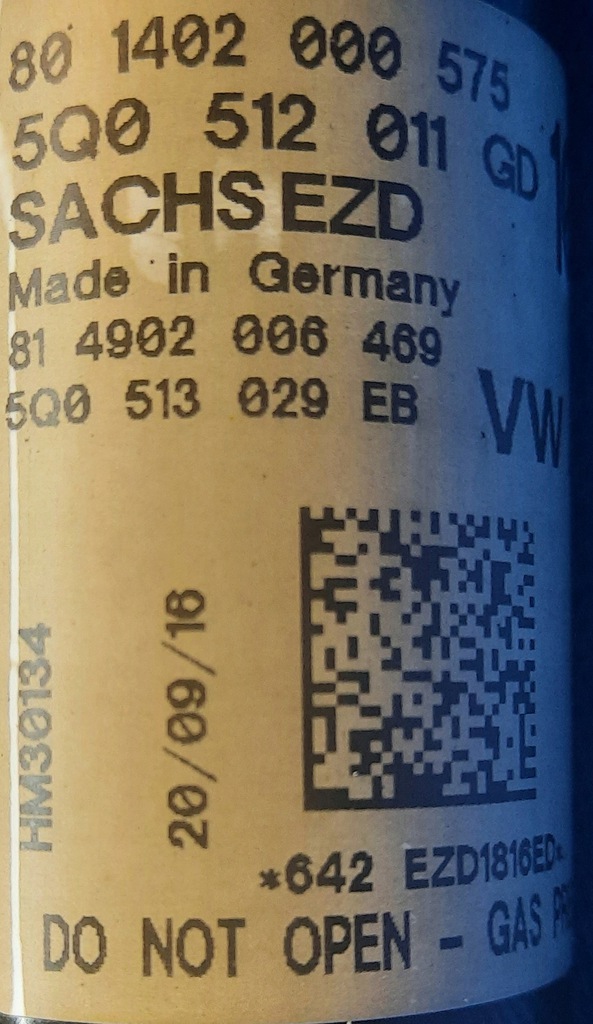 80 1402 000 575
5Q0 512 011 GD
SACHS EZD
Made in Germany
81 4902 006 469
5Q0 513 029 EB
VW
HM30134
20/09/16
*642 EZD1816ED*
DO NOT OPEN - GAS